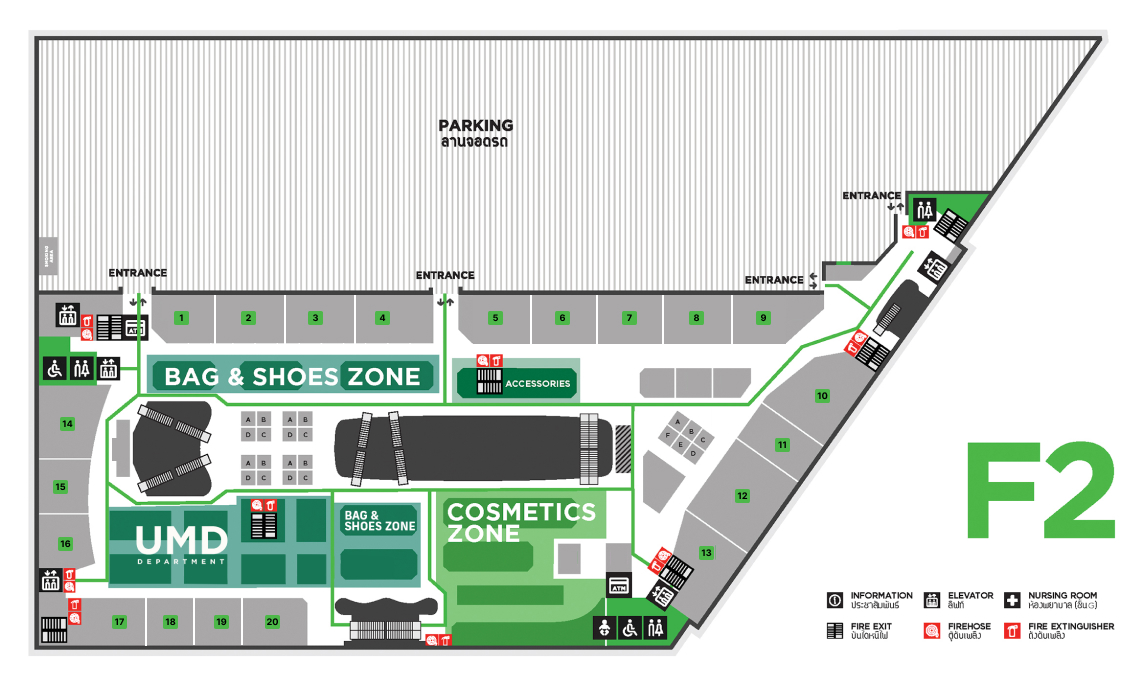 PARKING
ลานจอดรถ
ENTRANCE
SMOKING
AREA
ENTRANCE
ENTRANCE
ENTRANCE
1
2
3
4
5
6
7
8
9
ATM
BAG & SHOES ZONE
ACCESSORIES
10
14
A B
D C
A B
D C
A
B
C
F
E
D
11
A B
D C
A B
D C
15
12
16
UMD
DEPARTMENT
BAG &
SHOES ZONE
COSMETICS
ZONE
13
ATM
17
18
19
20
F2
INFORMATION
ประชาสัมพันธ์
ELEVATOR
ลิฟท์
NURSING ROOM
ห้องพยาบาล (ชั้น G)
FIRE EXIT
บันไดหนีไฟ
FIREHOSE
ตู้ดับเพลิง
FIRE EXTINGUISHER
ถังดับเพลิง